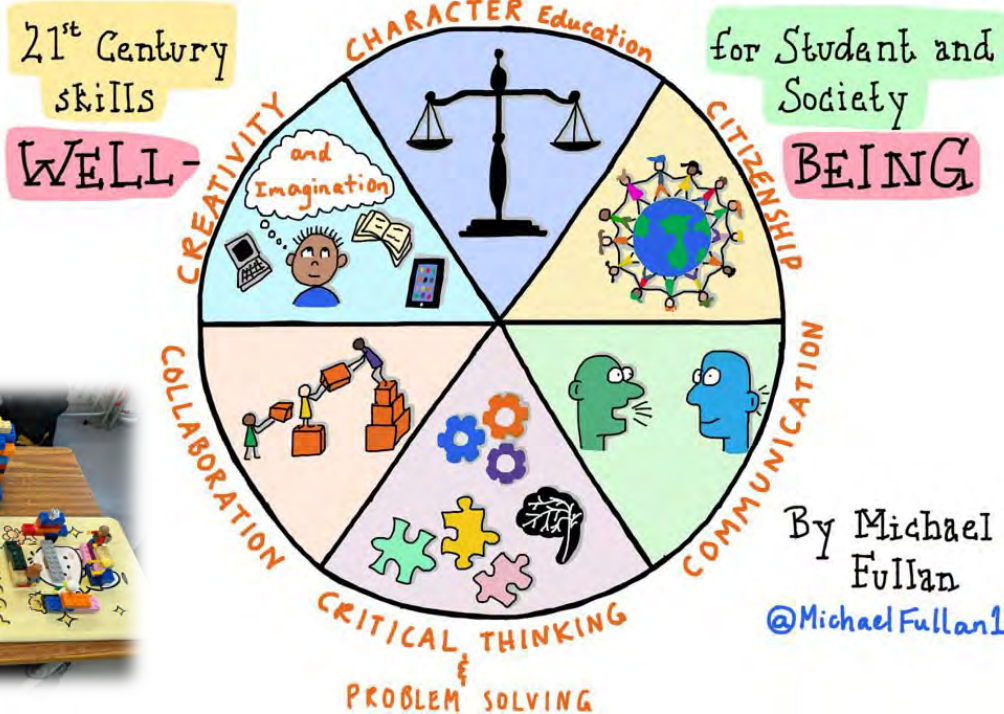 21st Century
skills
WELL-
for Student and
Society
BEING
CHARACTER Education
CITIZENSHIP
COMMUNICATION
CRITICAL THINKING
&
PROBLEM SOLVING
COLLABORATION
CREATIVITY
and
Imagination
By Michael
Fullan
@MichaelFullan1